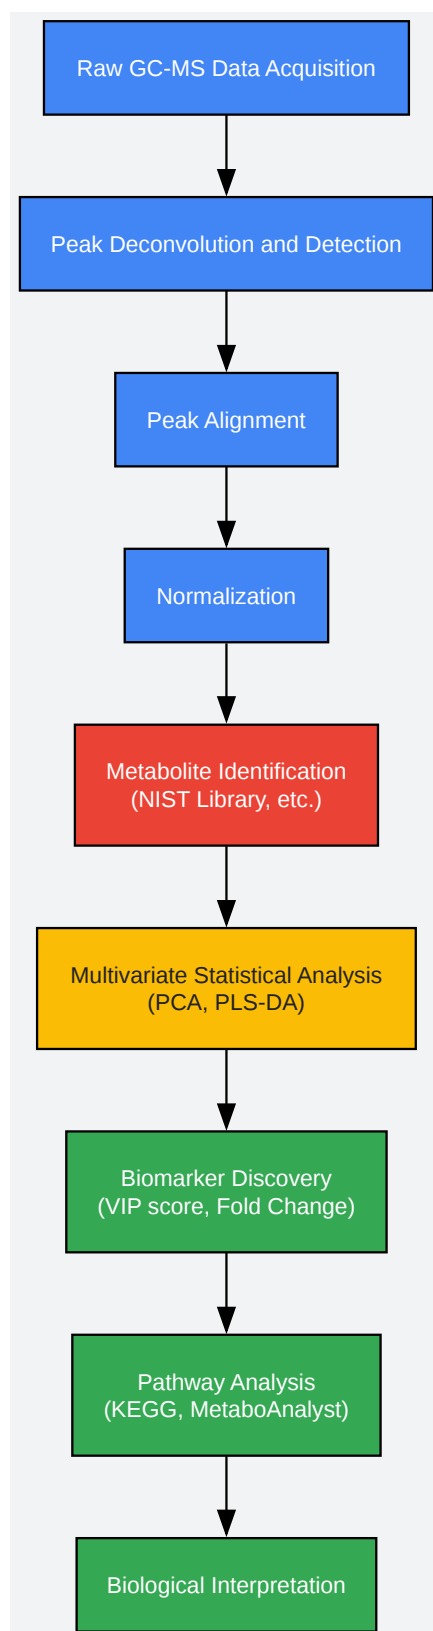 Raw GC-MS Data Acquisition
Peak Deconvolution and Detection
Peak Alignment
Normalization
Metabolite Identification
(NIST Library, etc.)
Multivariate Statistical Analysis
(PCA, PLS-DA)
Biomarker Discovery
(VIP score, Fold Change)
Pathway Analysis
(KEGG, MetaboAnalyst)
Biological Interpretation